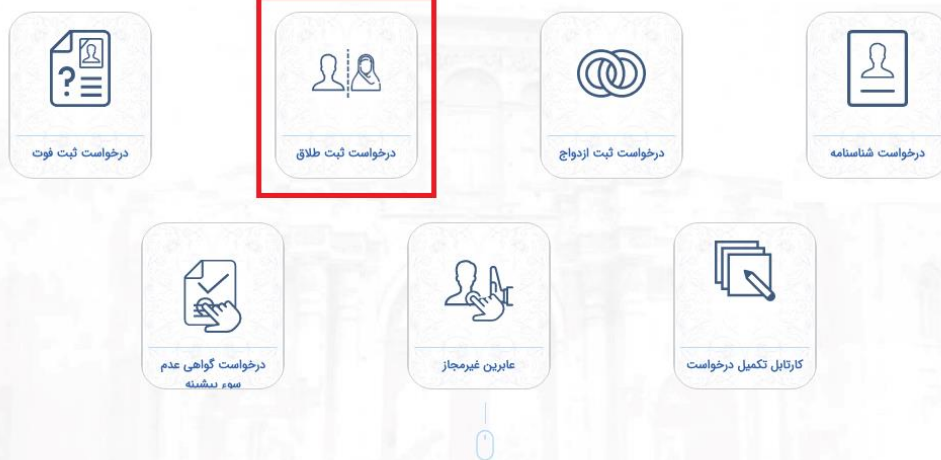 درخواست شناسنامه
درخواست ثبت ازدواج
درخواست ثبت طلاق
درخواست ثبت فوت
کارتابل تکمیل درخواست
عابرین غیرمجاز
درخواست گواهی عدم
سوء پیشینه